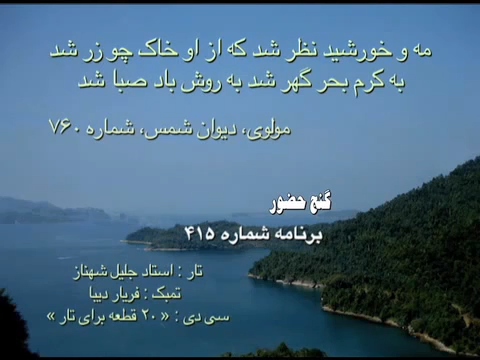 مه و خورشید نظر شد که از او خاک چو زر شد
به کرم بحر گهر شد به روش باد صبا شد
مولوی، دیوان شمس، شماره ۷۶۰
گنج حضور
برنامه شماره ۴۱۵
تار : استاد جلیل شهناز
تمبک : فریار دیبا
سی دی : « ۲۰ قطعه برای تار »